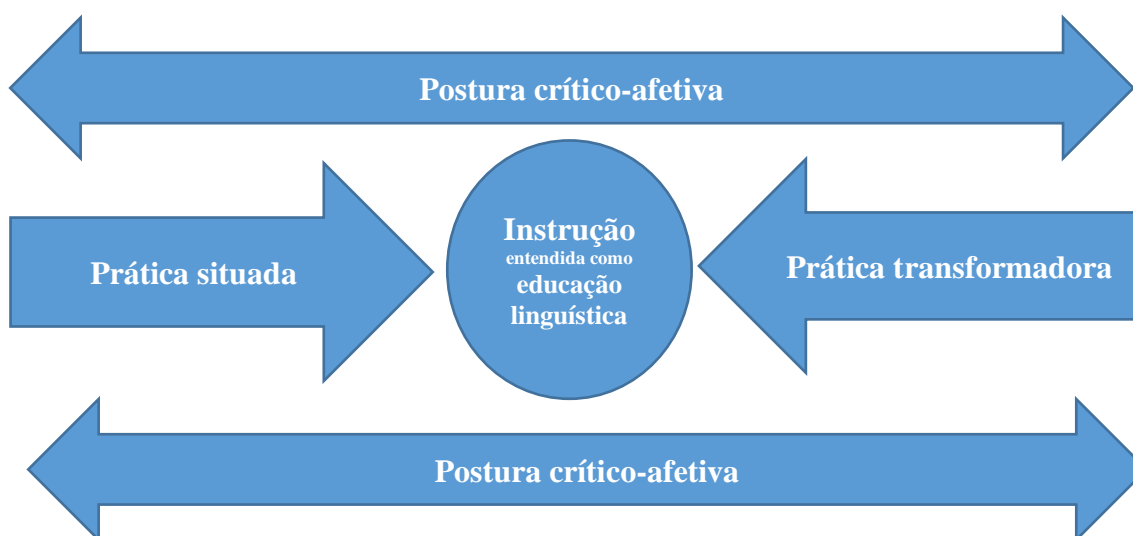 Postura crítico-afetiva
Prática situada
Instrução
entendida como
educação
linguística
Prática transformadora
Postura crítico-afetiva